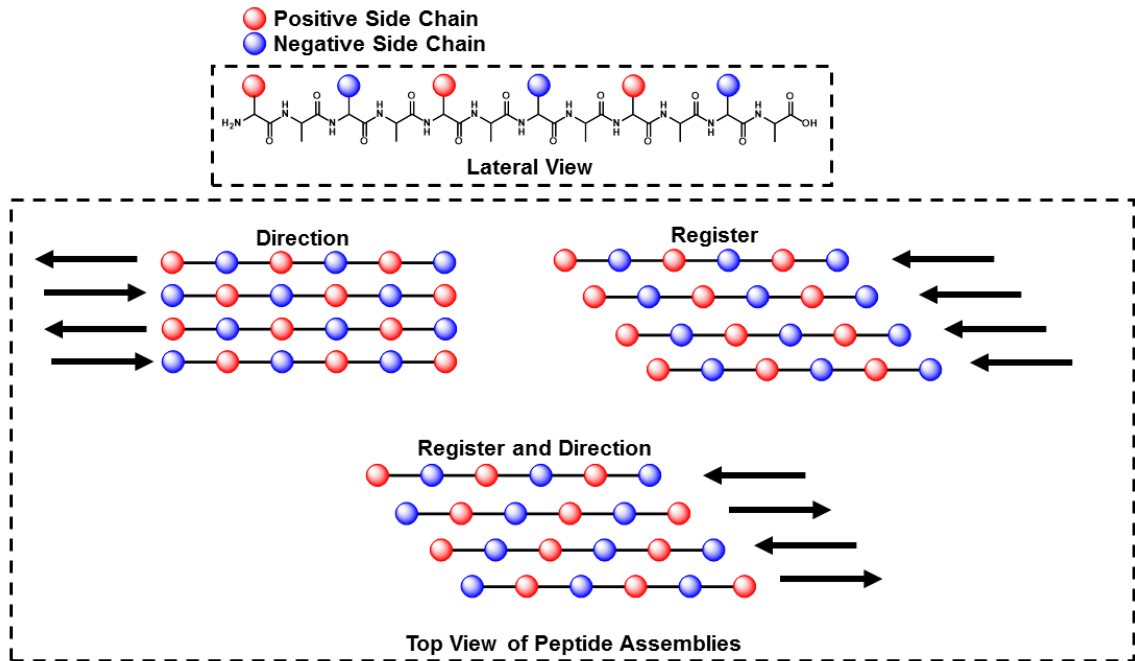 Positive Side Chain
Negative Side Chain
H₂N
O
H
N
O
N
H
O
H
N
O
N
H
O
H
N
O
N
H
O
H
N
O
N
H
O
H
N
O
N
H
O
H
N
O
N
H
O
H
N
O
OH
Lateral View
Direction
Register
Register and Direction
Top View of Peptide Assemblies